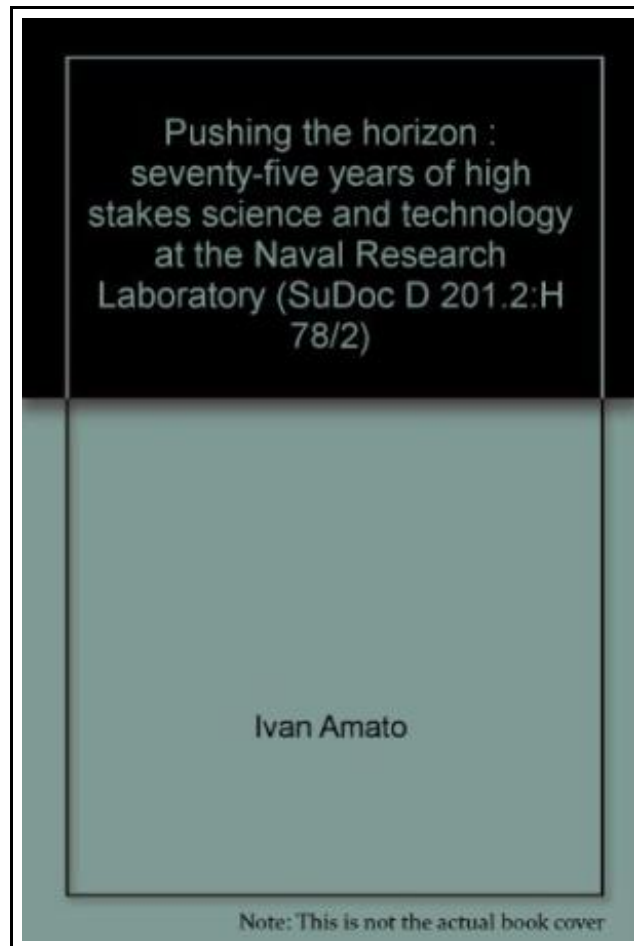 Pushing the horizon :
seventy-five years of high
stakes science and technology
at the Naval Research
Laboratory (SuDoc D 201.2:H
78/2)
Ivan Amato
Note: This is not the actual book cover